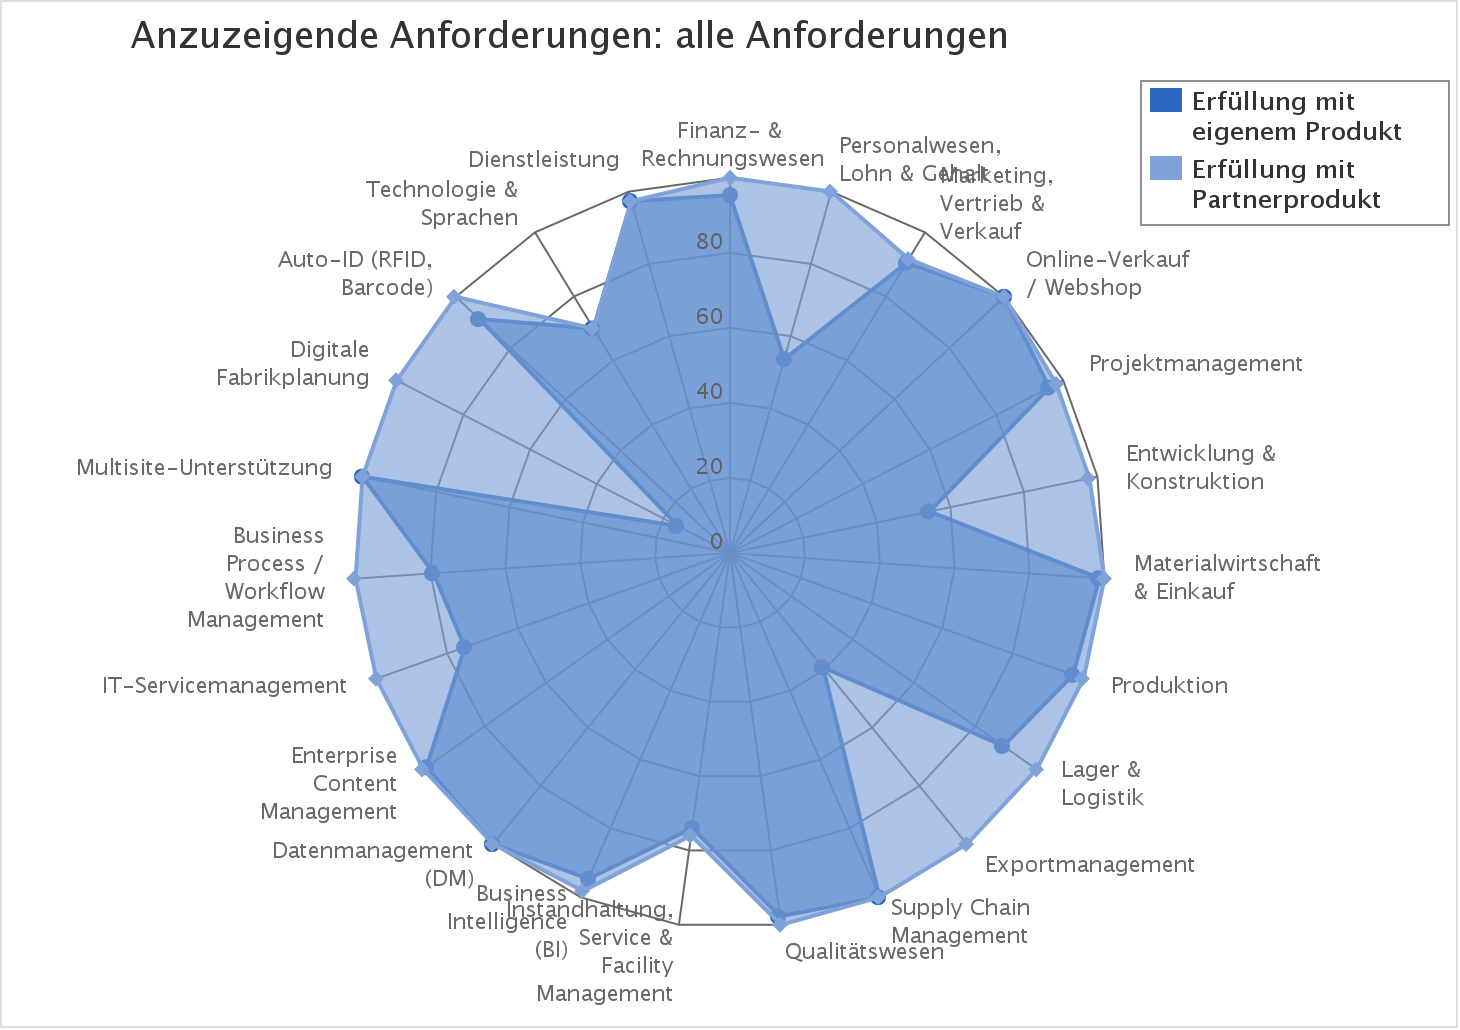 Anzuzeigende Anforderungen: alle Anforderungen
Erfüllung mit
eigenem Produkt
Erfüllung mit
Partnerprodukt
Finanz- &
Rechnungswesen
Personalwesen,
Lohn & Gehalt
Marketing,
Vertrieb &
Verkauf
Online-Verkauf
/ Webshop
Projektmanagement
Entwicklung &
Konstruktion
Materialwirtschaft
& Einkauf
Produktion
Lager &
Logistik
Exportmanagement
Supply Chain
Management
Qualitätswesen
Instandhaltung,
Service &
Facility
Management
Business
Intelligence
(BI)
Datenmanagement
(DM)
Enterprise
Content
Management
IT-Servicemanagement
Business
Process /
Workflow
Management
Multisite-Unterstützung
Digitale
Fabrikplanung
Auto-ID (RFID,
Barcode)
Technologie &
Sprachen
Dienstleistung
80
60
40
20
0